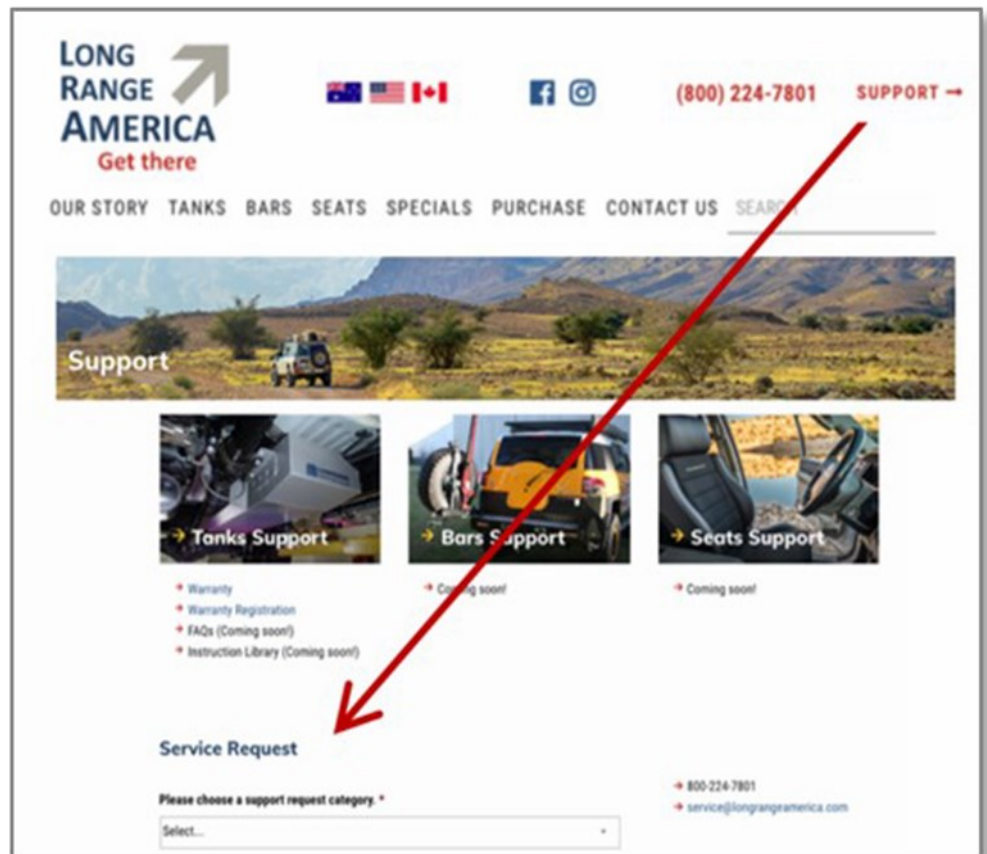 LONG
RANGE
AMERICA
Get there
(800) 224-7801
SUPPORT →
OUR STORY TANKS BARS SEATS SPECIALS PURCHASE CONTACT US SEARCH
Support
→ Tanks Support
→ Bars Support
→ Seats Support
→ Warranty
→ Warranty Registration
→ FAQs (Coming soon!)
→ Instruction Library (Coming soon!)
→ Coming soon!
→ Coming soon!
Service Request
Please choose a support request category. *
Select...
→ 800-224-7801
→ service@longrangeamerica.com